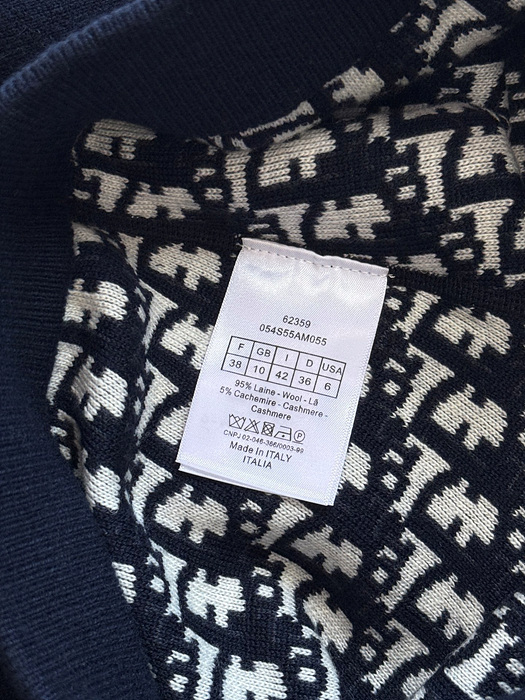 62359
054S55AM055
F GB I D USA
38 10 42 36 6
95% Laine - Wool - Lã
5% Cachemire - Cashmere -
Cashmere
P
CNPJ 02-046-366/0003-99
Made In ITALY
ITALIA